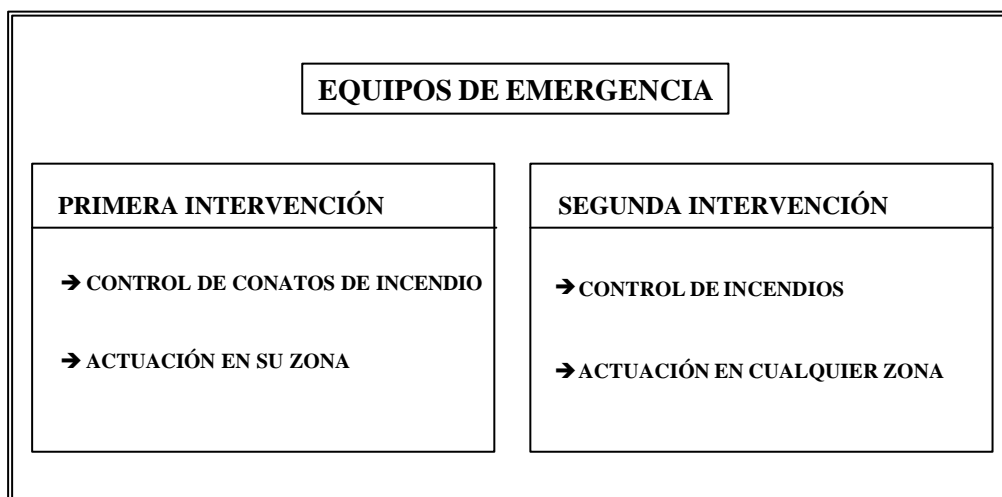 EQUIPOS DE EMERGENCIA
PRIMERA INTERVENCIÓN
➔ CONTROL DE CONATOS DE INCENDIO
➔ ACTUACIÓN EN SU ZONA
SEGUNDA INTERVENCIÓN
➔ CONTROL DE INCENDIOS
➔ ACTUACIÓN EN CUALQUIER ZONA